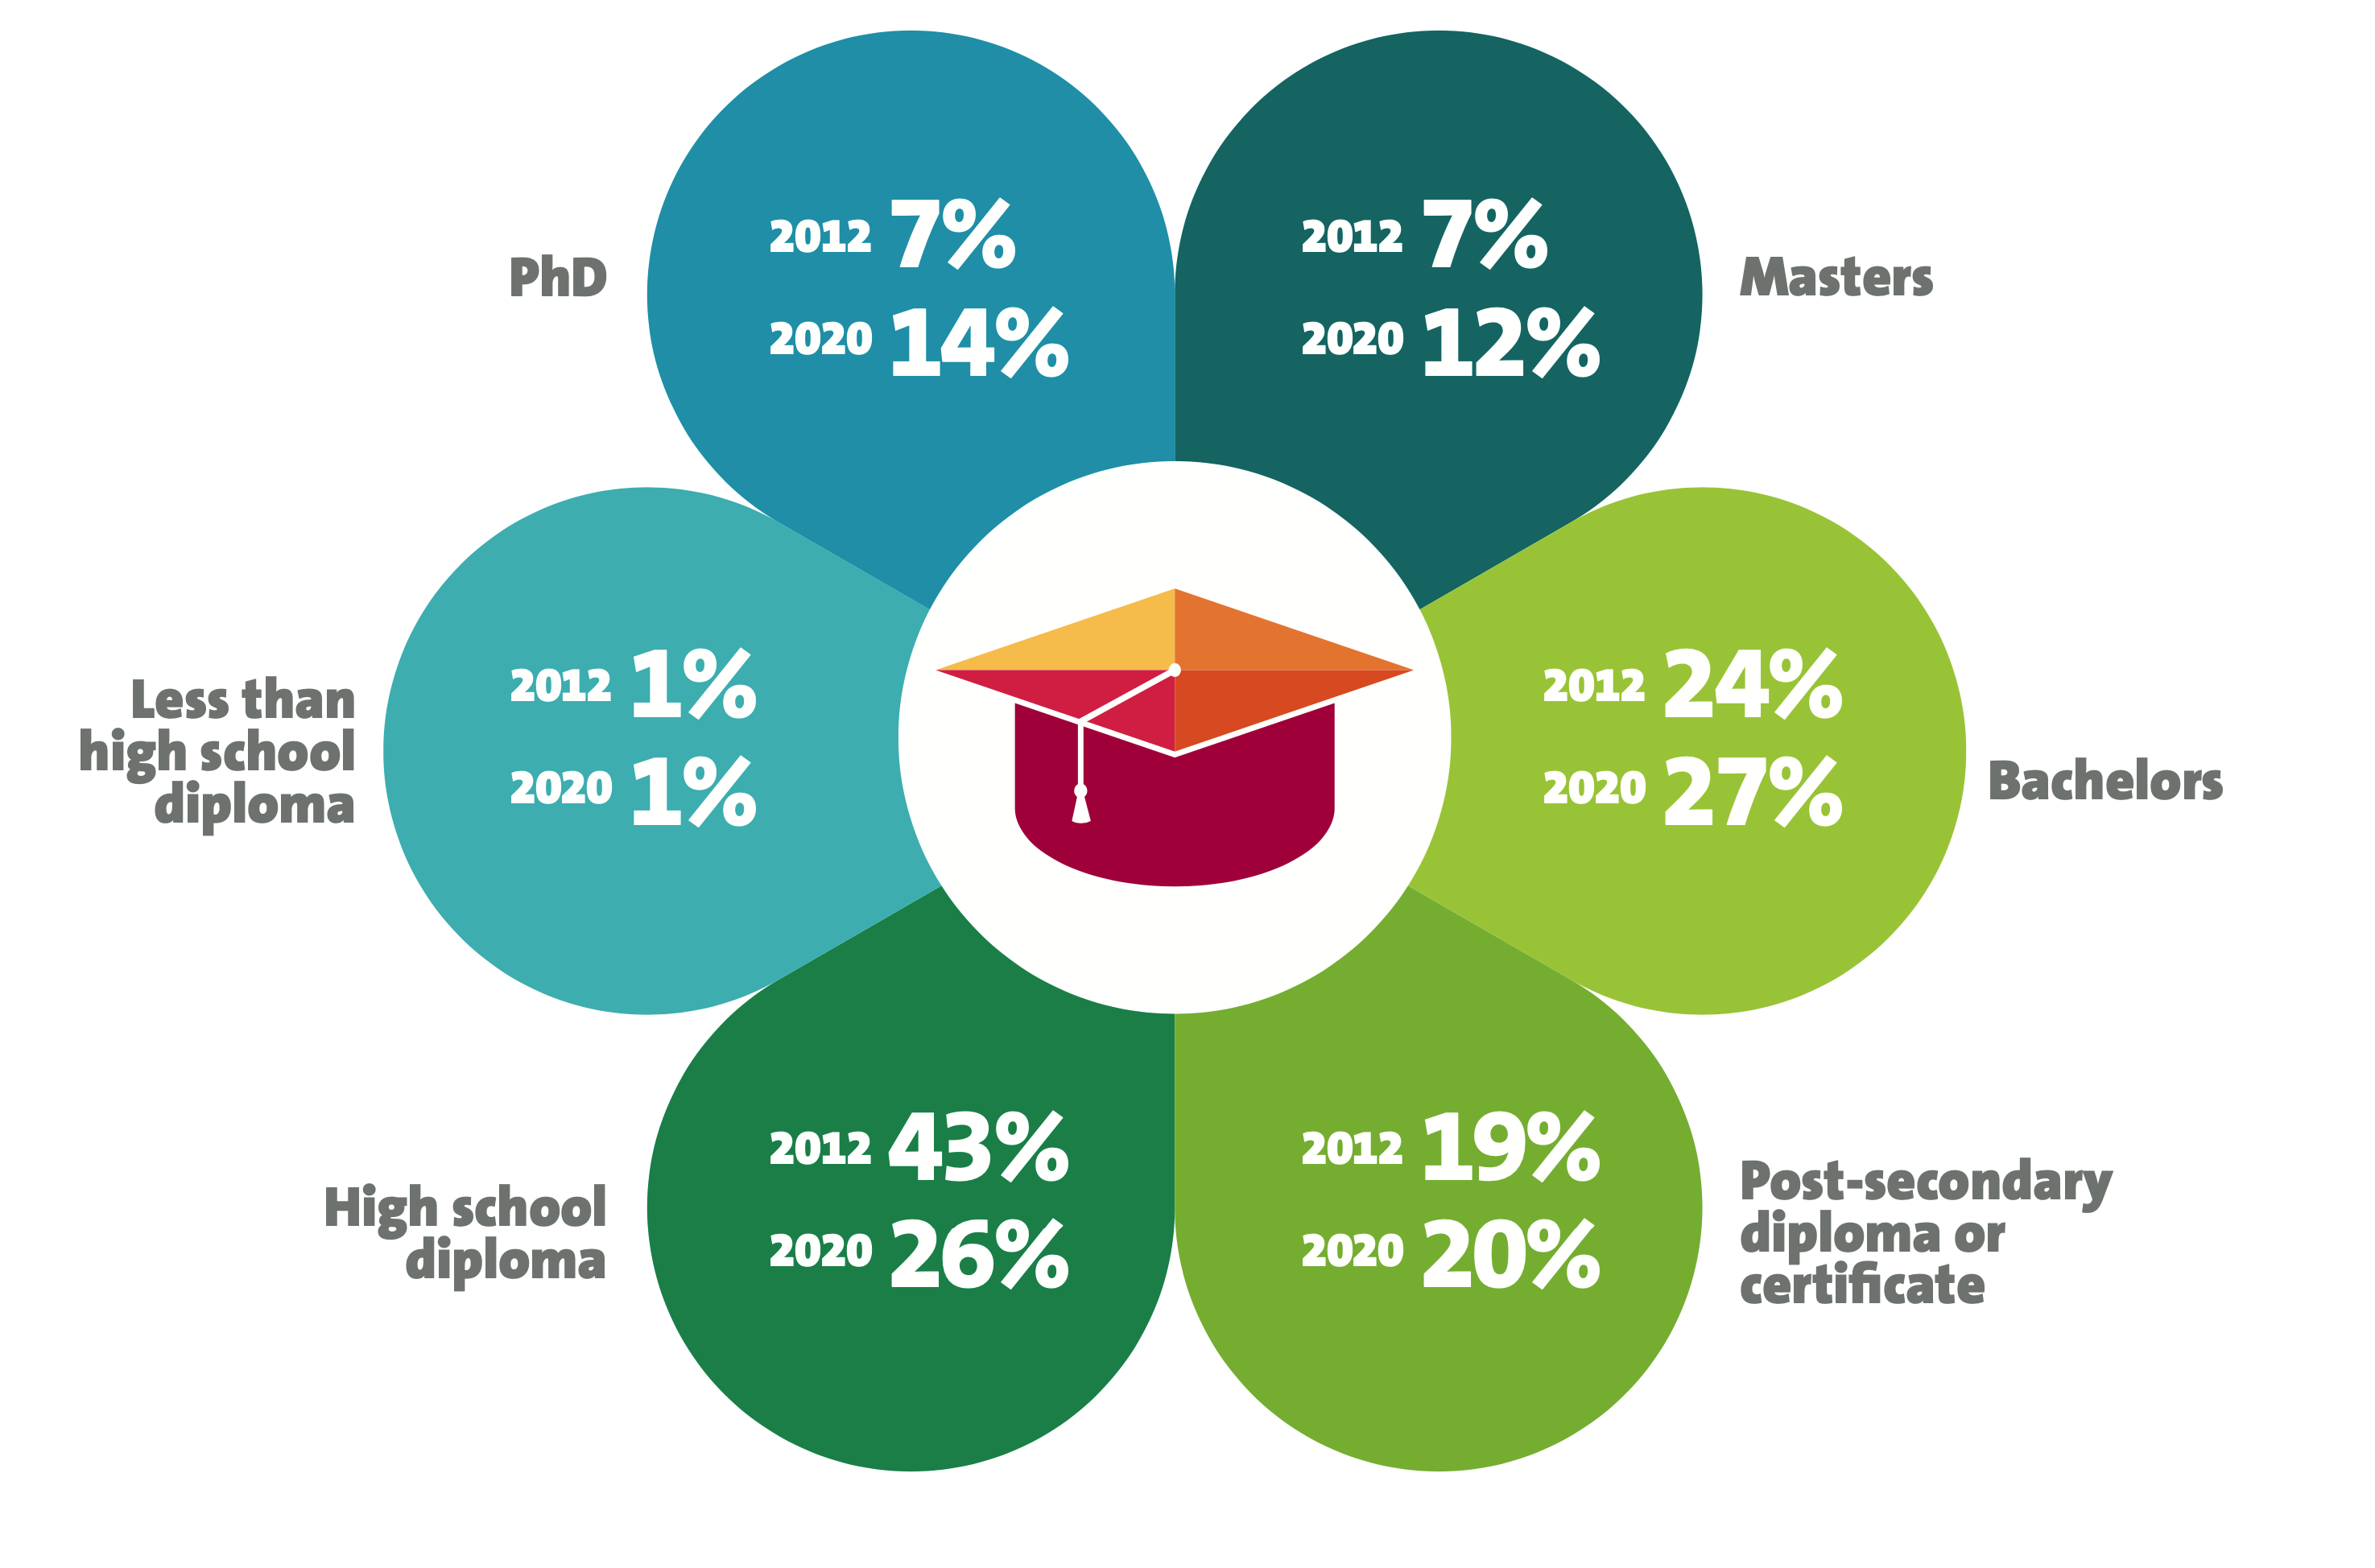 PhD
2012 7%
2020 14%
2012 7%
2020 12%
Masters
Less than
high school
diploma
2012 1%
2020 1%
2012 24%
2020 27%
Bachelors
High school
diploma
2012 43%
2020 26%
2012 19%
2020 20%
Post-secondary
diploma or
certificate